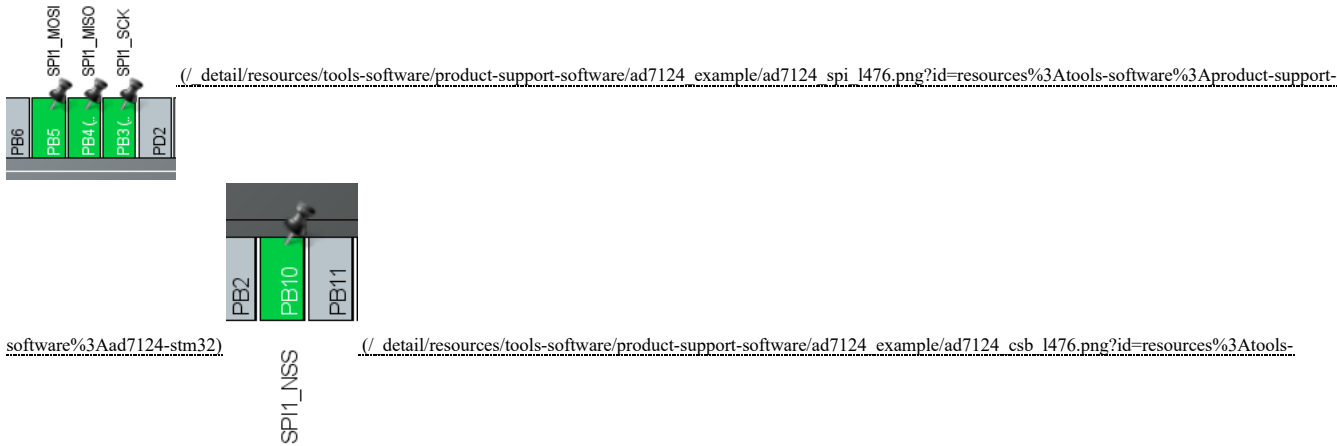 SPI1_MOSI
SPI1_MISO
SPI1_SCK
(/_detail/resources/tools-software/product-support-software/ad7124_example/ad7124_spi_l476.png?id=resources%3Atools-software%3Aproduct-support-
PB6
PB5
PB4 (..
PB3 (..
PD2
PB2
PB10
PB11
software%3Aad7124-stm32)
(/_detail/resources/tools-software/product-support-software/ad7124_example/ad7124_csb_l476.png?id=resources%3Atools-
SPI1_NSS